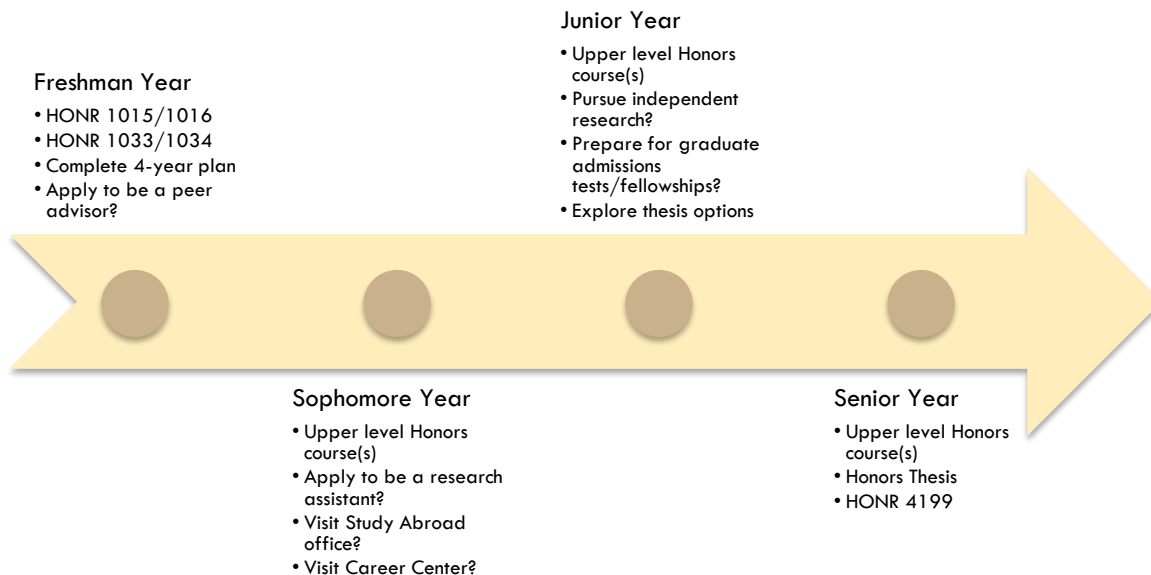 Freshman Year
• HONR 1015/1016
• HONR 1033/1034
• Complete 4-year plan
• Apply to be a peer
advisor?
Sophomore Year
• Upper level Honors
course(s)
• Apply to be a research
assistant?
• Visit Study Abroad
office?
• Visit Career Center?
Junior Year
• Upper level Honors
course(s)
• Pursue independent
research?
• Prepare for graduate
admissions
tests/fellowships?
• Explore thesis options
Senior Year
• Upper level Honors
course(s)
• Honors Thesis
• HONR 4199